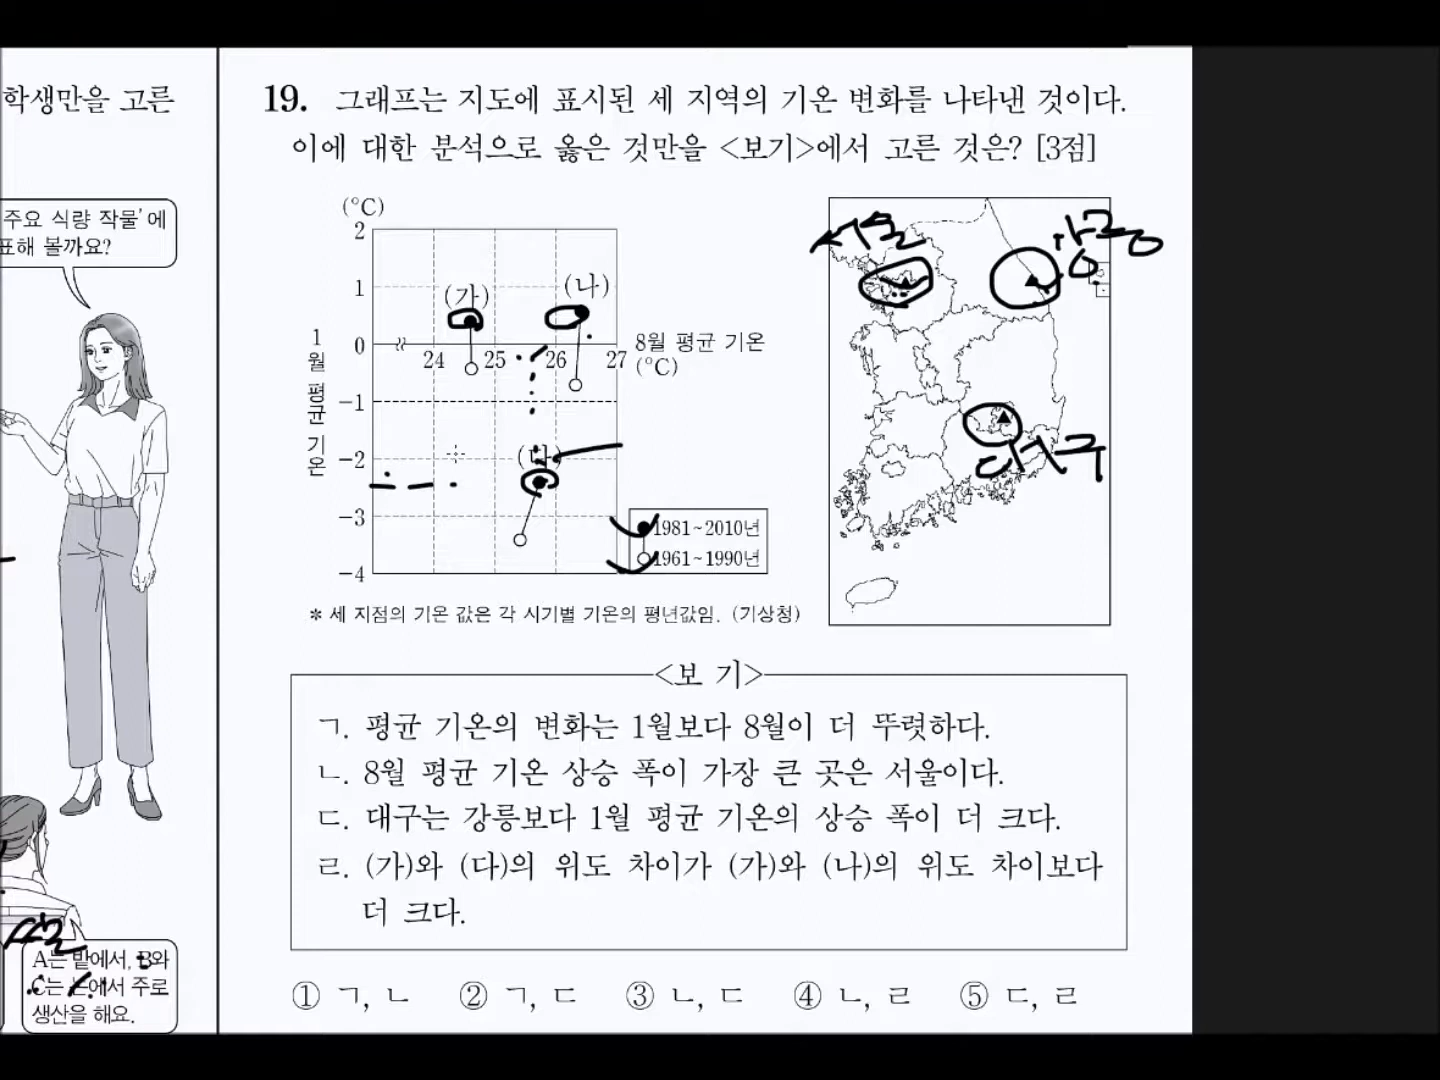 학생만을 고른
주요 식량 작물’에
표해 볼까요?
A는 밭에서, B와
C는 논에서 주로
생산을 해요.
19. 그래프는 지도에 표시된 세 지역의 기온 변화를 나타낸 것이다.
이에 대한 분석으로 옳은 것만을 <보기>에서 고른 것은? [3점]
(℃)
2
1
0
-1
-2
-3
-4
1월 평균 기온
(가)
(나)
(다)
24 25 26 27
8월 평균 기온
(℃)
1981~2010년
1961~1990년
서울
강릉
대구
* 세 지점의 기온 값은 각 시기별 기온의 평년값임. (기상청)
<보 기>
ㄱ. 평균 기온의 변화는 1월보다 8월이 더 뚜렷하다.
ㄴ. 8월 평균 기온 상승 폭이 가장 큰 곳은 서울이다.
ㄷ. 대구는 강릉보다 1월 평균 기온의 상승 폭이 더 크다.
ㄹ. (가)와 (다)의 위도 차이가 (가)와 (나)의 위도 차이보다
더 크다.
① ㄱ, ㄴ ② ㄱ, ㄷ ③ ㄴ, ㄷ ④ ㄴ, ㄹ ⑤ ㄷ, ㄹ